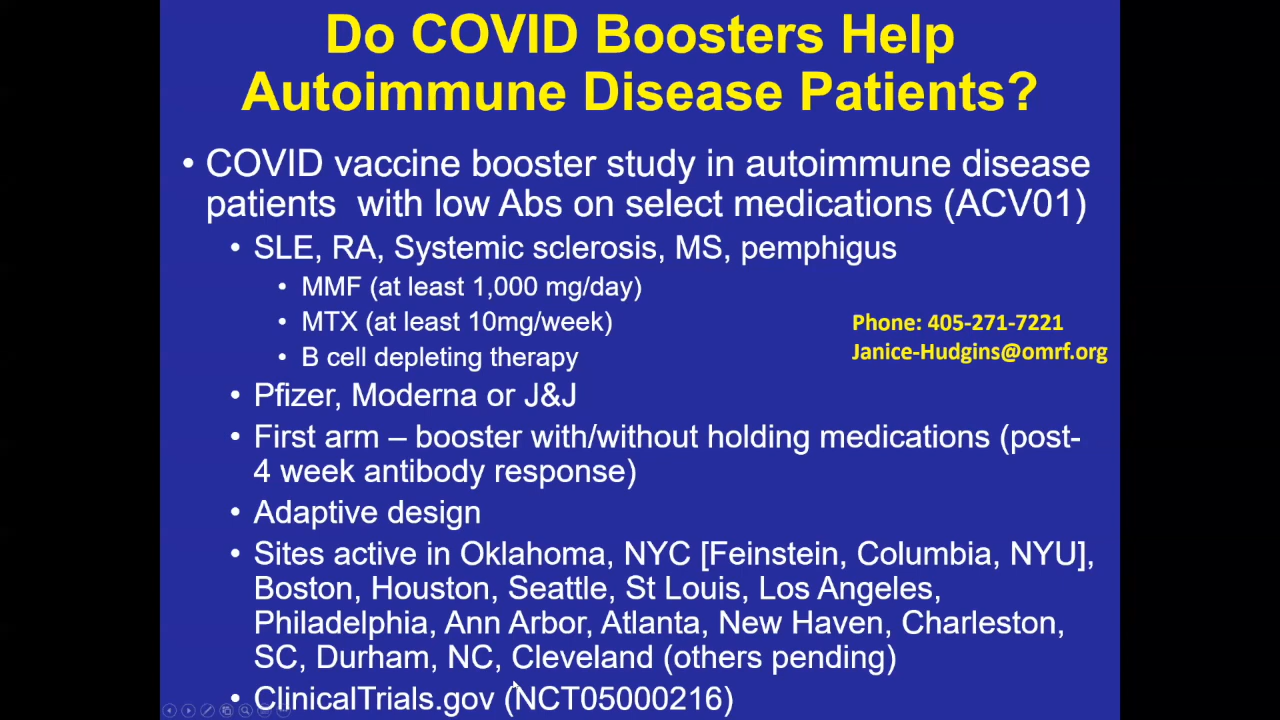 Do COVID Boosters Help
Autoimmune Disease Patients?
• COVID vaccine booster study in autoimmune disease
patients with low Abs on select medications (ACV01)
• SLE, RA, Systemic sclerosis, MS, pemphigus
• MMF (at least 1,000 mg/day)
• MTX (at least 10mg/week)
• B cell depleting therapy
Phone: 405-271-7221
Janice-Hudgins@omrf.org
• Pfizer, Moderna or J&J
• First arm – booster with/without holding medications (post-
4 week antibody response)
• Adaptive design
• Sites active in Oklahoma, NYC [Feinstein, Columbia, NYU],
Boston, Houston, Seattle, St Louis, Los Angeles,
Philadelphia, Ann Arbor, Atlanta, New Haven, Charleston,
SC, Durham, NC, Cleveland (others pending)
• ClinicalTrials.gov (NCT05000216)